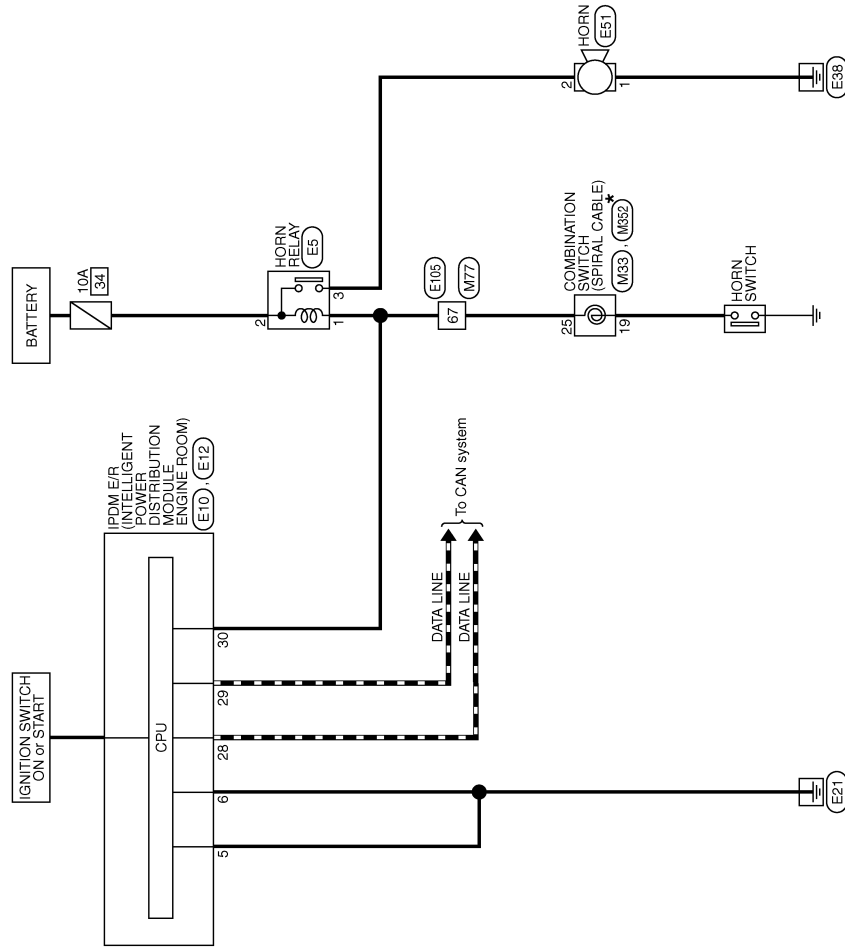 IGNITION SWITCH
ON or START
BATTERY
10A
34
IPDM E/R
(INTELLIGENT
POWER
DISTRIBUTION
MODULE
ENGINE ROOM)
E10 , E12
CPU
5
6
28
29
30
DATA LINE
DATA LINE
To CAN system
HORN
RELAY
E5
2
1
3
E105
67
M77
COMBINATION
SWITCH
(SPIRAL CABLE)
*
M33 , M352
25
19
HORN
SWITCH
HORN
E51
2
1
E21
E38